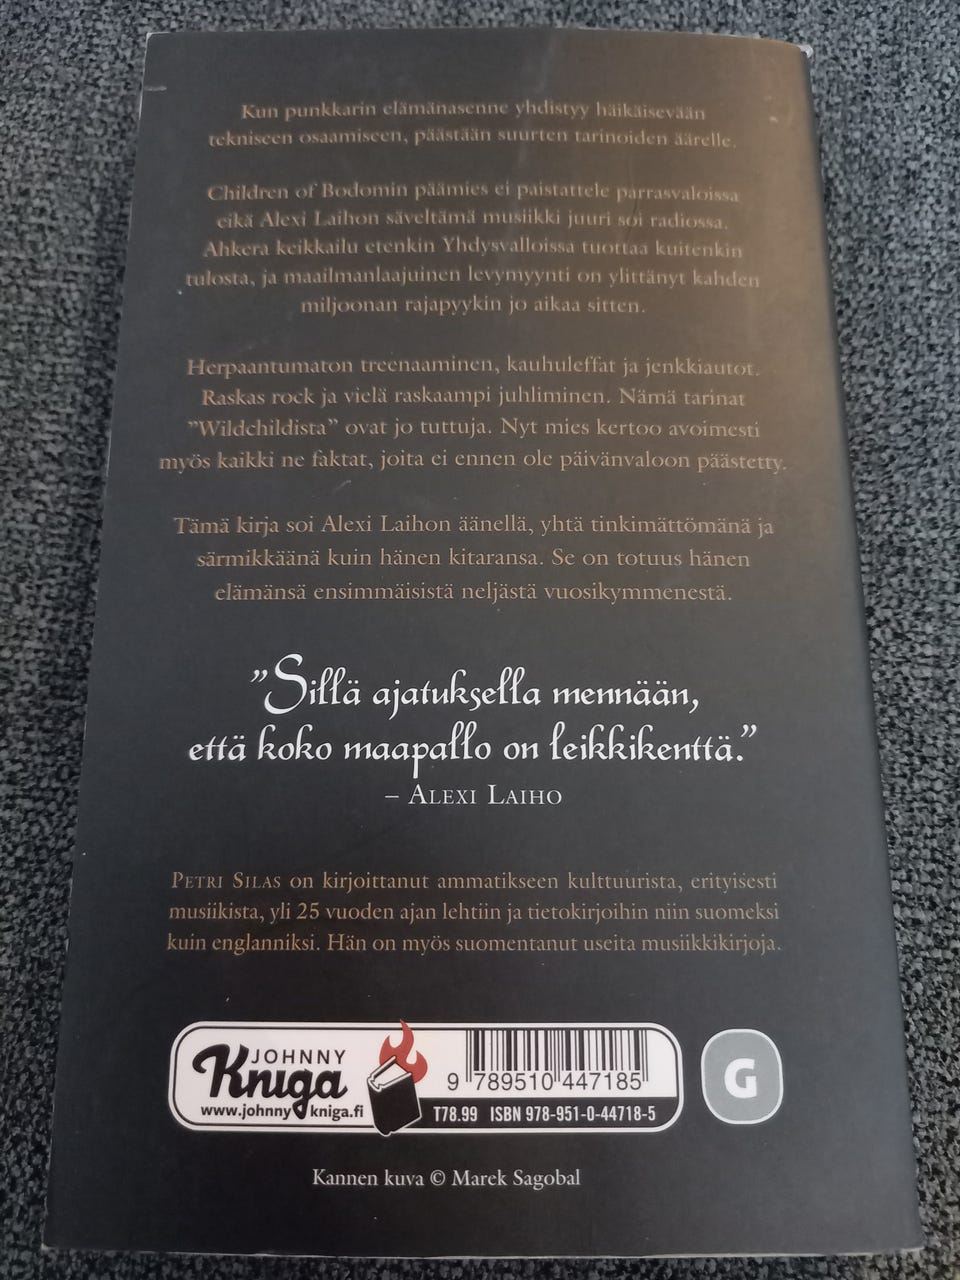 Kun punkkarin elämänasenne yhdistyy häikäisevään
tekniseen osaamiseen, päästään suurten tarinoiden äärelle.
Children of Bodomin päämies ei paistattele parrasvaloissa
eikä Alexi Laihon säveltämä musiikki juuri soi radiossa.
Ahkera keikkailu etenkin Yhdysvalloissa tuottaa kuitenkin
tulosta, ja maailmanlaajuinen levymyynti on ylittänyt kahden
miljoonan rajapyykin jo aikaa sitten.
Herpaantumaton treenaaminen, kauhuleffat ja jenkkiautot.
Raskas rock ja vielä raskaampi juhliminen. Nämä tarinat
”Wildchildista” ovat jo tuttuja. Nyt mies kertoo avoimesti
myös kaikki ne faktat, joita ei ennen ole päivänvaloon päästetty.
Tämä kirja soi Alexi Laihon äänellä, yhtä tinkimättömänä ja
särmikkäänä kuin hänen kitaransa. Se on totuus hänen
elämänsä ensimmäisistä neljästä vuosikymmenestä.
”Sillä ajatuksella mennään,
että koko maapallo on leikkikenttä.”
– Alexi Laiho
Petri Silas on kirjoittanut ammatikseen kulttuurista, erityisesti
musiikista, yli 25 vuoden ajan lehtiin ja tietokirjoihin niin suomeksi
kuin englanniksi. Hän on myös suomentanut useita musiikkikirjoja.
JOHNNY
Kniga
www.johnnykniga.fi
9 789510 447185
T78.99 ISBN 978-951-0-44718-5
G
Kannen kuva © Marek Sagobal